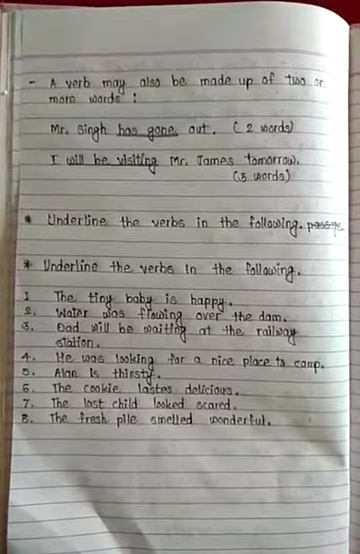 - A verb may also be made up of two or
more words :
Mr. Singh has gone out. ( 2 words)
I will be visiting Mr. James tomorrow.
(3 words)
* Underline the verbs in the following. passage
* Underline the verbs in the following.
1 The tiny baby is happy.
2. Water was flowing over the dam.
3. Dad will be waiting at the railway
station.
4. He was looking for a nice place to camp.
5. Alan is thirsty.
6. The cookie tastes delicious.
7. The lost child looked scared.
8. The fresh pile smelled wonderful.